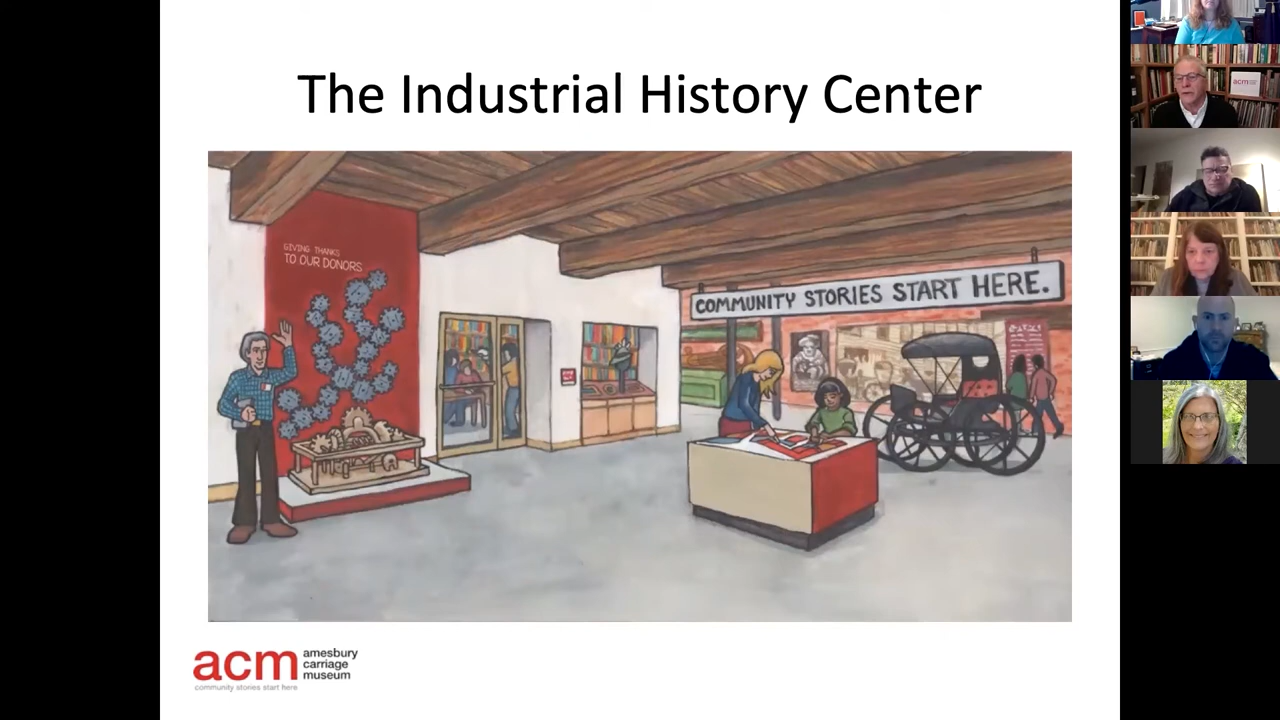 The Industrial History Center
GIVING THANKS
TO OUR DONORS
COMMUNITY STORIES START HERE.
acm
amesbury
carriage
museum
community stories start here
acm